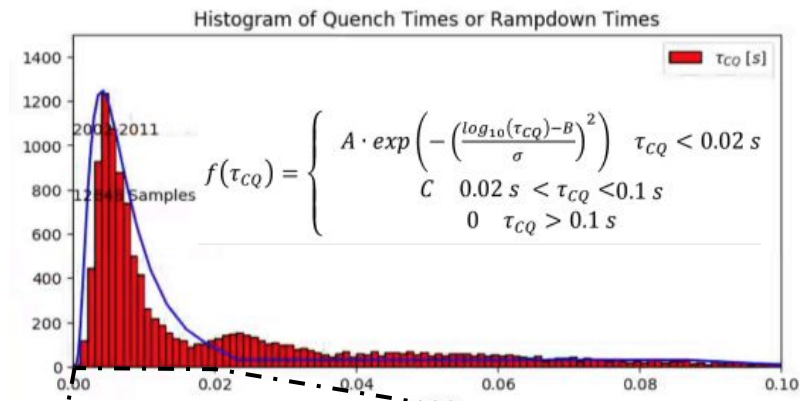 Histogram of Quench Times or Rampdown Times
1400
1200
1000
800
600
400
200
0
τ_CQ [s]
2002-2011
Samples
f(τ_CQ) = { A · exp(−((log₁₀(τ_CQ)−B)/σ)²) τ_CQ < 0.02 s
C 0.02 s < τ_CQ <0.1 s
0 τ_CQ > 0.1 s
0.00 0.02 0.04 0.06 0.08 0.10